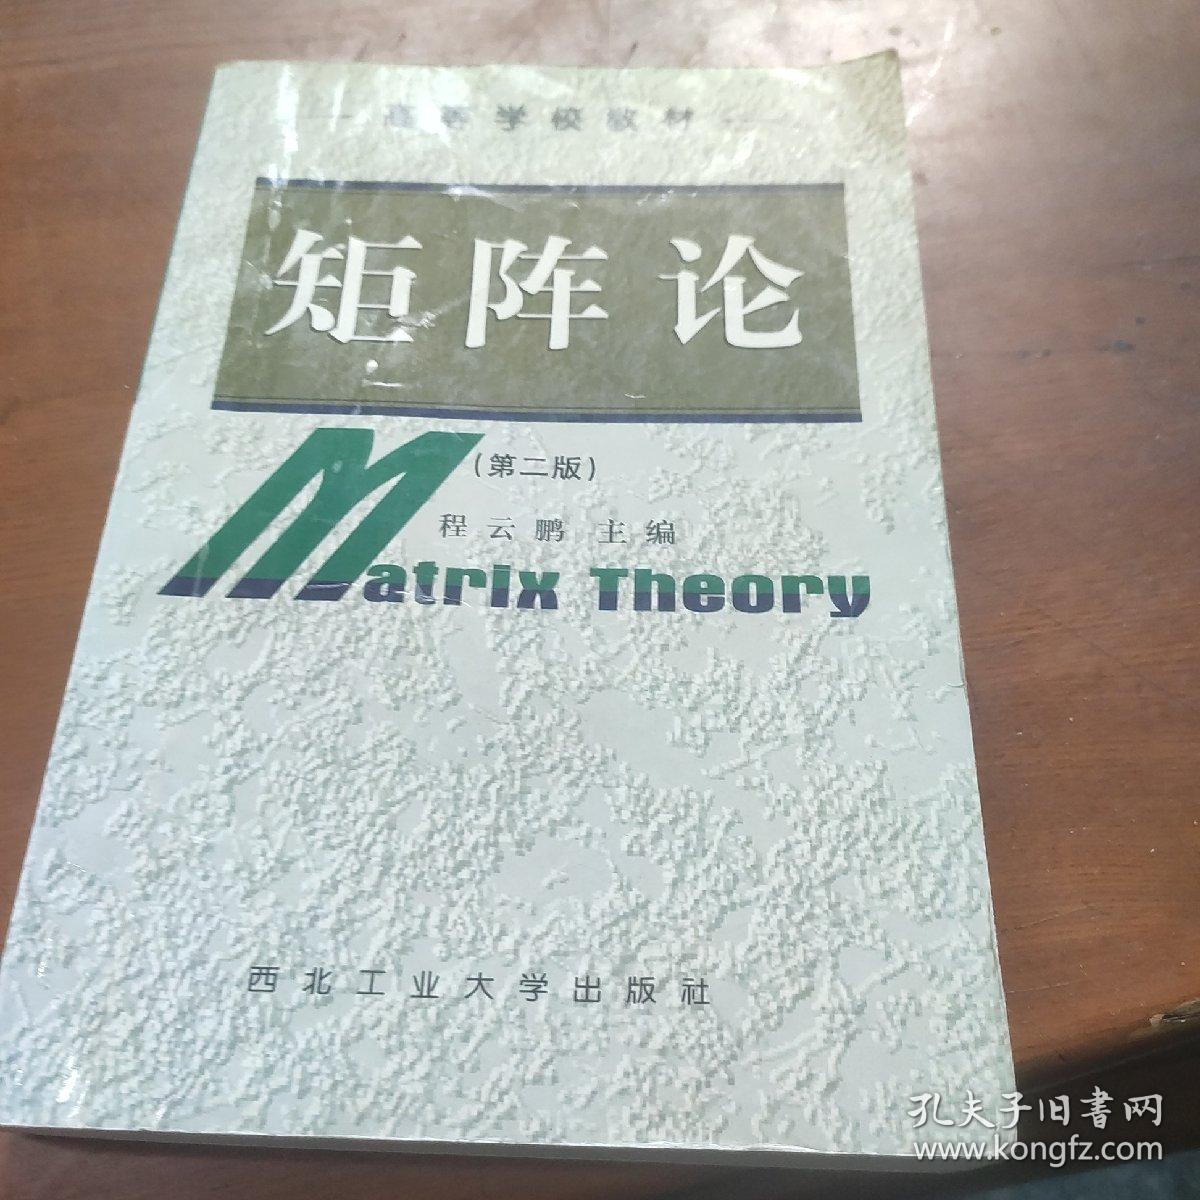 高等学校教材
矩阵论
(第二版)
程云鹏 主编
Matrix Theory
西北工业大学出版社
孔夫子旧书网
www.kongfz.com